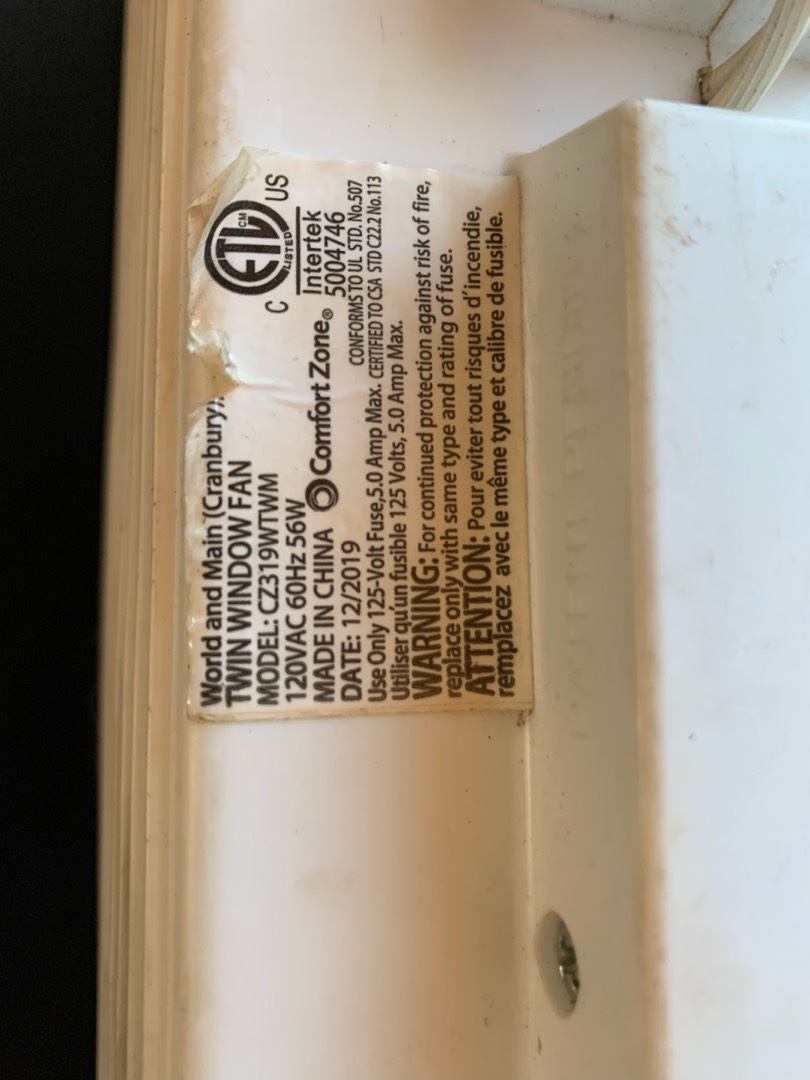 World and Main (Cranbury),
TWIN WINDOW FAN
MODEL: CZ319WTWM
120VAC 60Hz 56W
MADE IN CHINA
DATE: 12/2019
Comfort Zone®
C ETL CM LISTED US
Intertek
5004746
CONFORMS TO UL STD. No.507
CERTIFIED TO CSA STD C22.2 No.113
Use Only 125-Volt Fuse,5.0 Amp Max.
Utiliser qu'un fusible 125 Volts, 5.0 Amp Max.
WARNING: For continued protection against risk of fire,
replace only with same type and rating of fuse.
ATTENTION: Pour eviter tout risques d'incendie,
remplacez avec le même type et calibre de fusible.